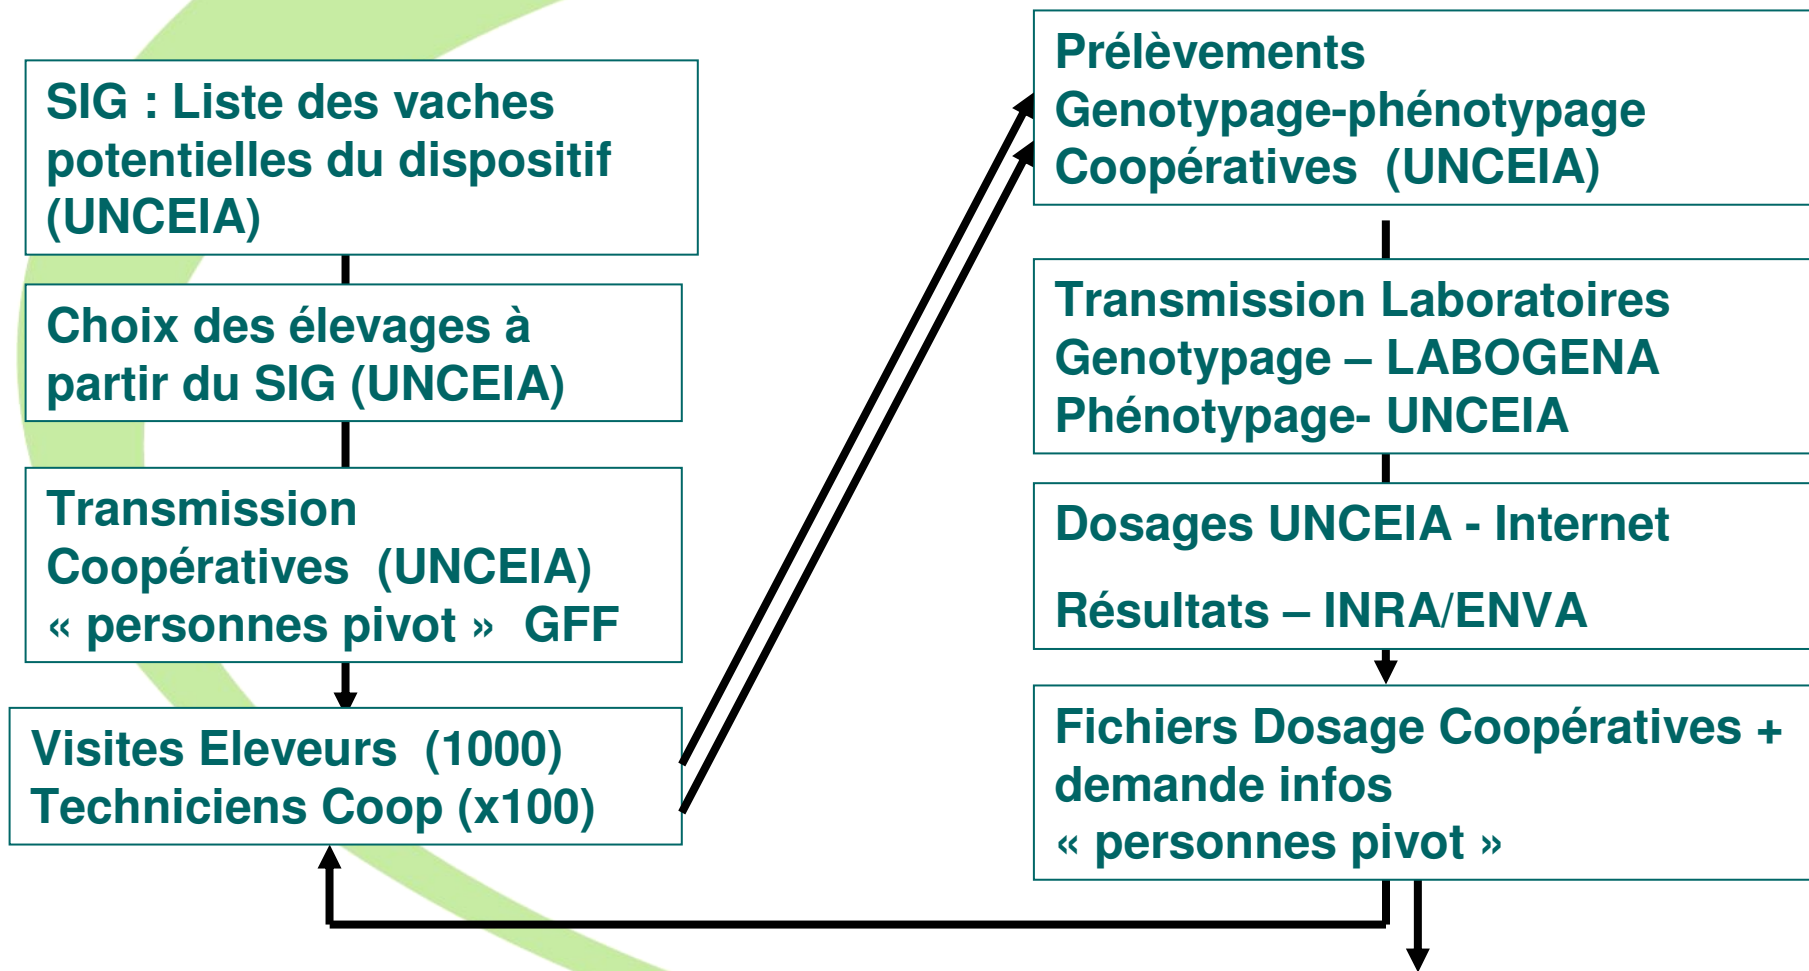 SIG : Liste des vaches
potentielles du dispositif
(UNCEIA)
Choix des élevages à
partir du SIG (UNCEIA)
Transmission
Coopératives (UNCEIA)
« personnes pivot » GFF
Visites Eleveurs (1000)
Techniciens Coop (x100)
Prélèvements
Genotypage-phénotypage
Coopératives (UNCEIA)
Transmission Laboratoires
Genotypage – LABOGENA
Phénotypage- UNCEIA
Dosages UNCEIA - Internet
Résultats – INRA/ENVA
Fichiers Dosage Coopératives +
demande infos
« personnes pivot »